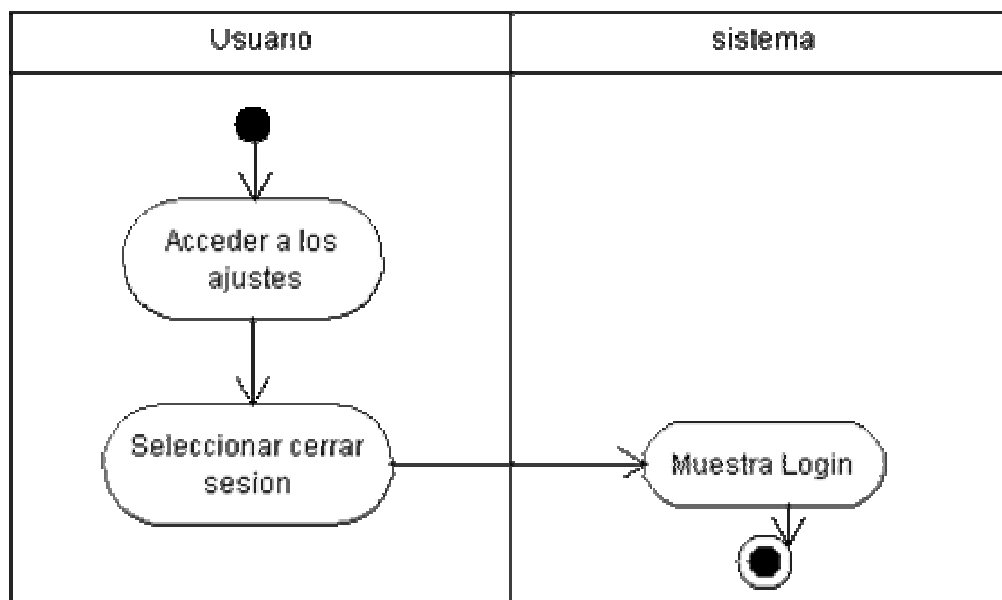 Usuario
sistema
Acceder a los
ajustes
Seleccionar cerrar
sesion
Muestra Login